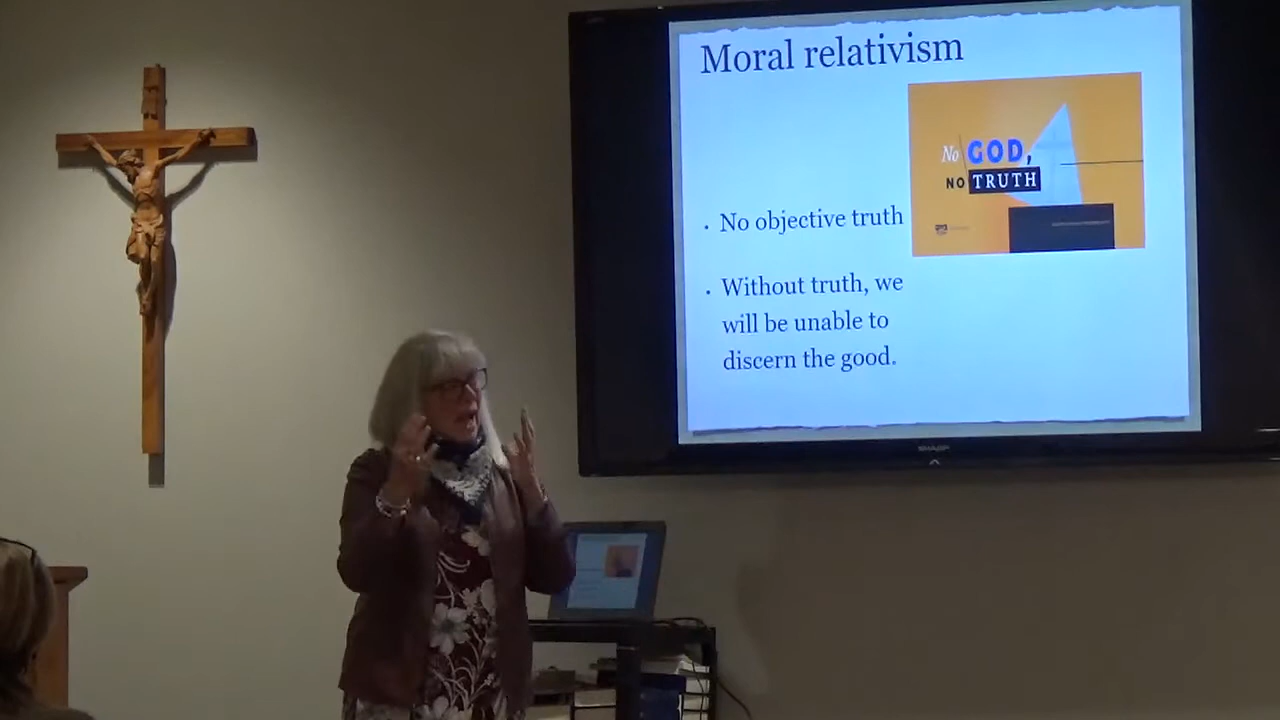 Moral relativism
No GOD,
NO TRUTH
. No objective truth
. Without truth, we
will be unable to
discern the good.
SHARP